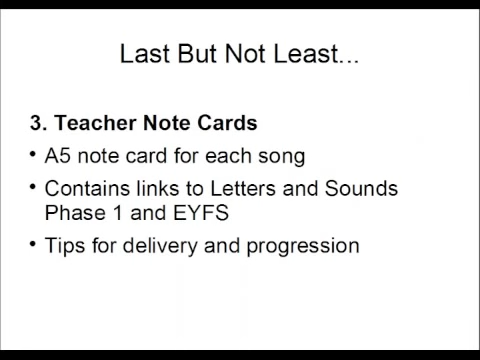 Last But Not Least...
3. Teacher Note Cards
• A5 note card for each song
• Contains links to Letters and Sounds
Phase 1 and EYFS
• Tips for delivery and progression